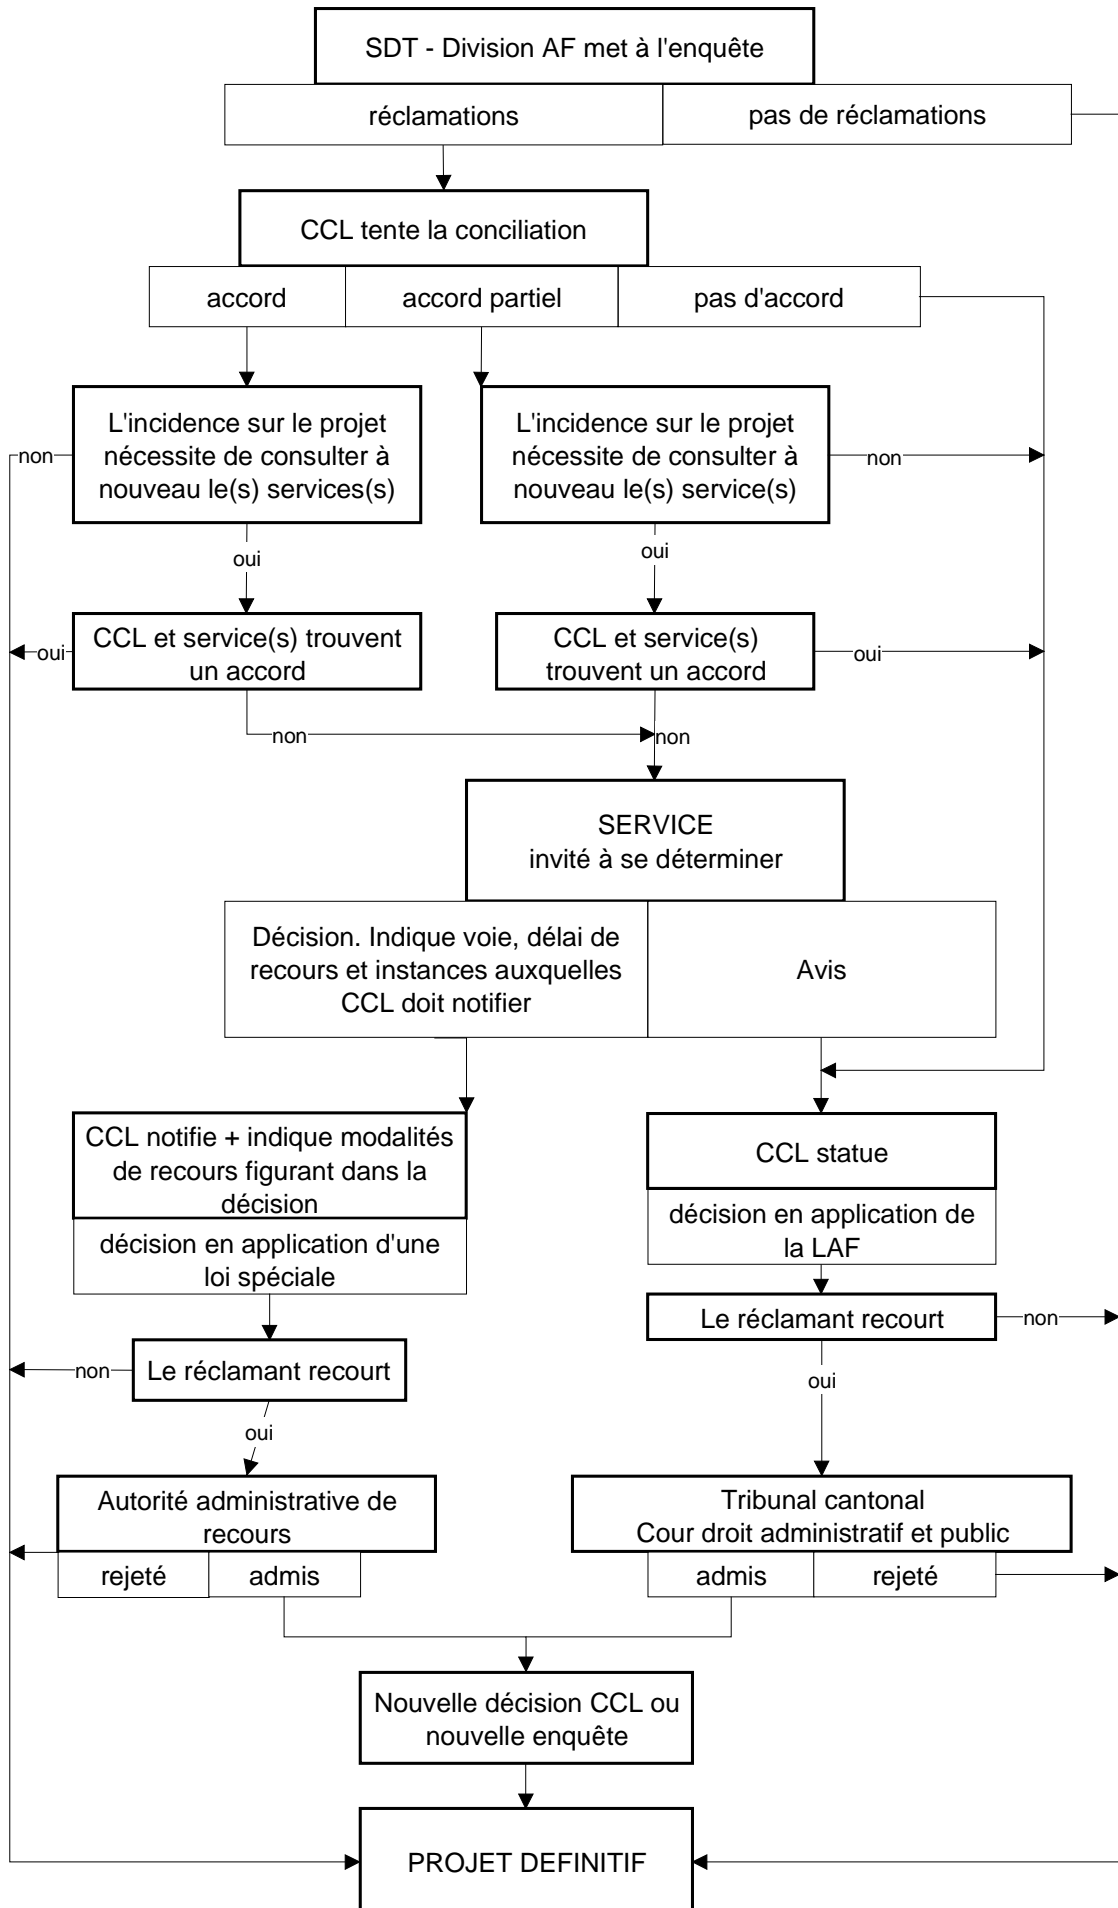 SDT - Division AF met à l'enquête
réclamations
pas de réclamations
CCL tente la conciliation
accord
accord partiel
pas d'accord
L'incidence sur le projet
nécessite de consulter à
nouveau le(s) services(s)
L'incidence sur le projet
nécessite de consulter à
nouveau le(s) service(s)
non
non
oui
oui
CCL et service(s) trouvent
un accord
CCL et service(s)
trouvent un accord
oui
oui
non
non
SERVICE
invité à se déterminer
Décision. Indique voie, délai de
recours et instances auxquelles
CCL doit notifier
Avis
CCL notifie + indique modalités
de recours figurant dans la
décision
décision en application d'une
loi spéciale
CCL statue
décision en application de
la LAF
Le réclamant recourt
non
non
Le réclamant recourt
oui
oui
Autorité administrative de
recours
rejeté
admis
Tribunal cantonal
Cour droit administratif et public
admis
rejeté
Nouvelle décision CCL ou
nouvelle enquête
PROJET DEFINITIF